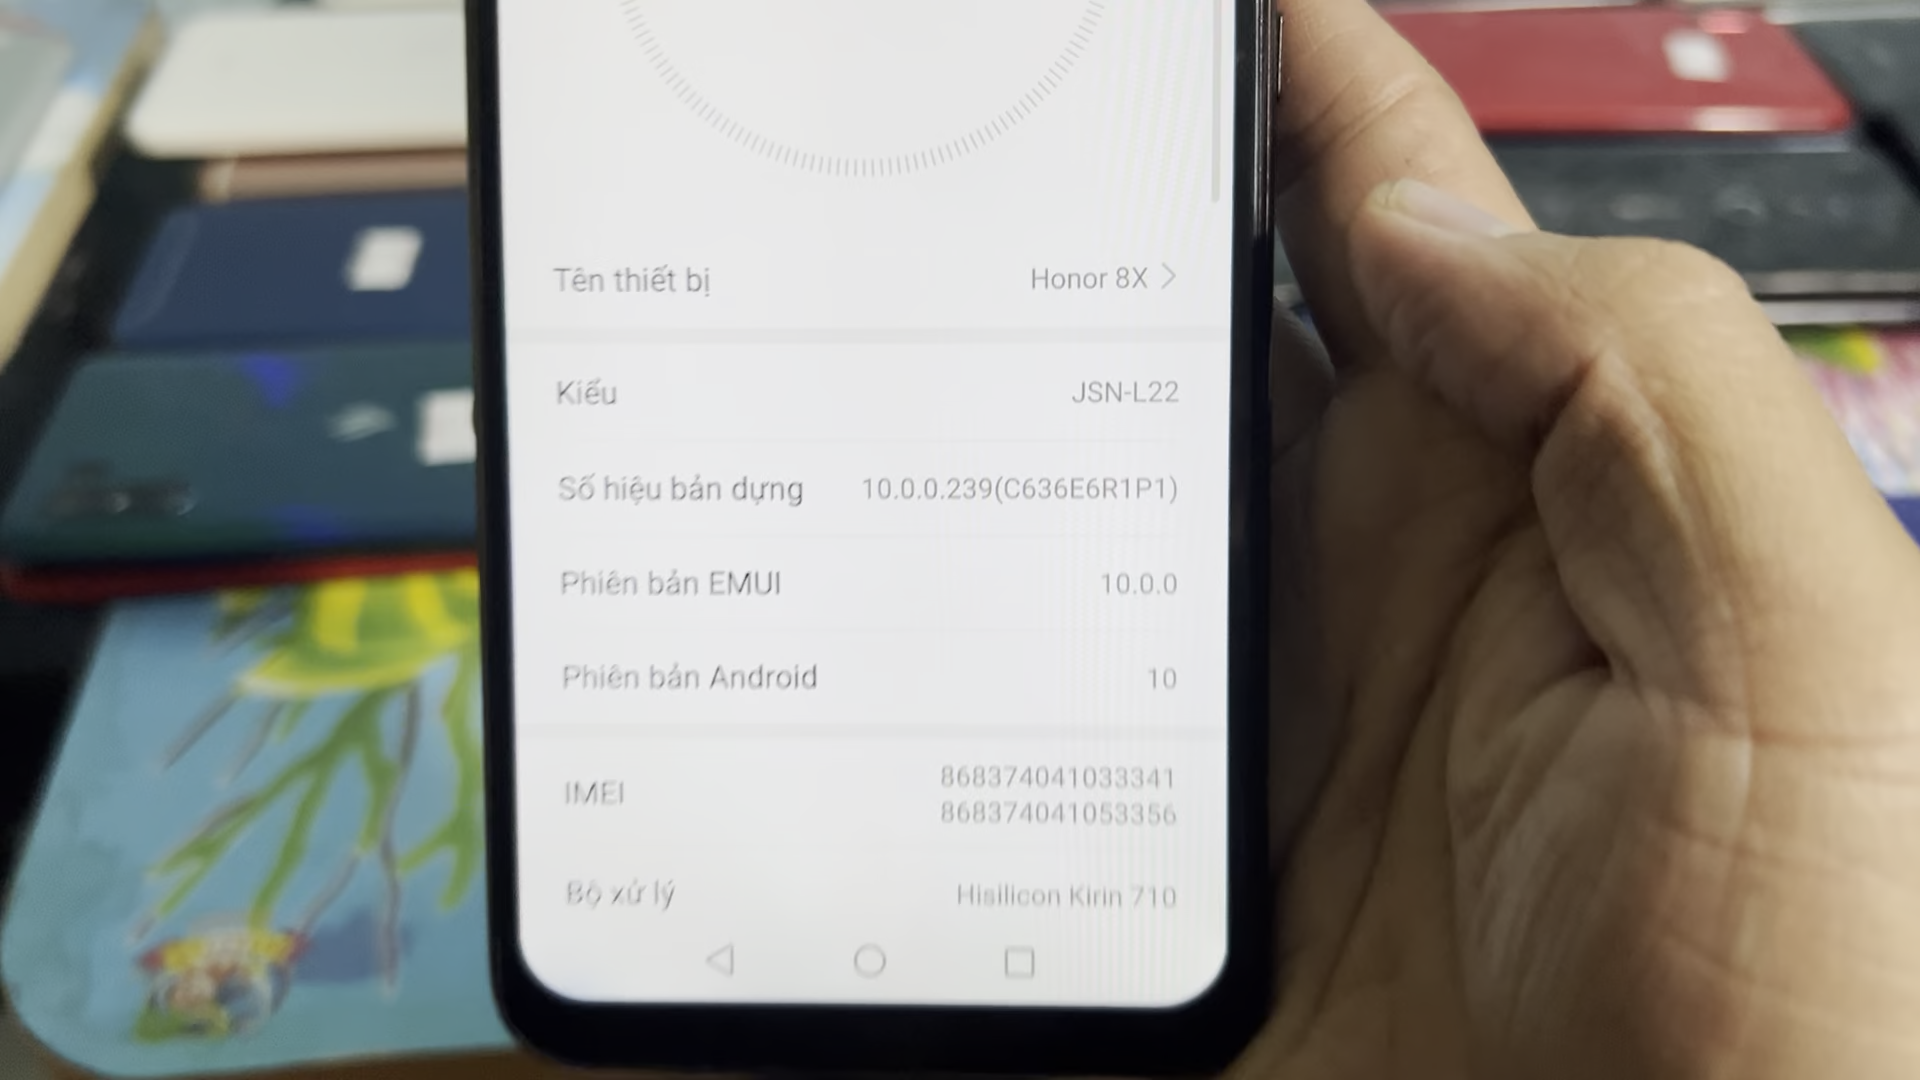 Tên thiết bị Honor 8X
Kiểu JSN-L22
Số hiệu bản dựng 10.0.0.239(C636E6R1P1)
Phiên bản EMUI 10.0.0
Phiên bản Android 10
IMEI 868374041033341
868374041053356
Bộ xử lý Hisilicon Kirin 710